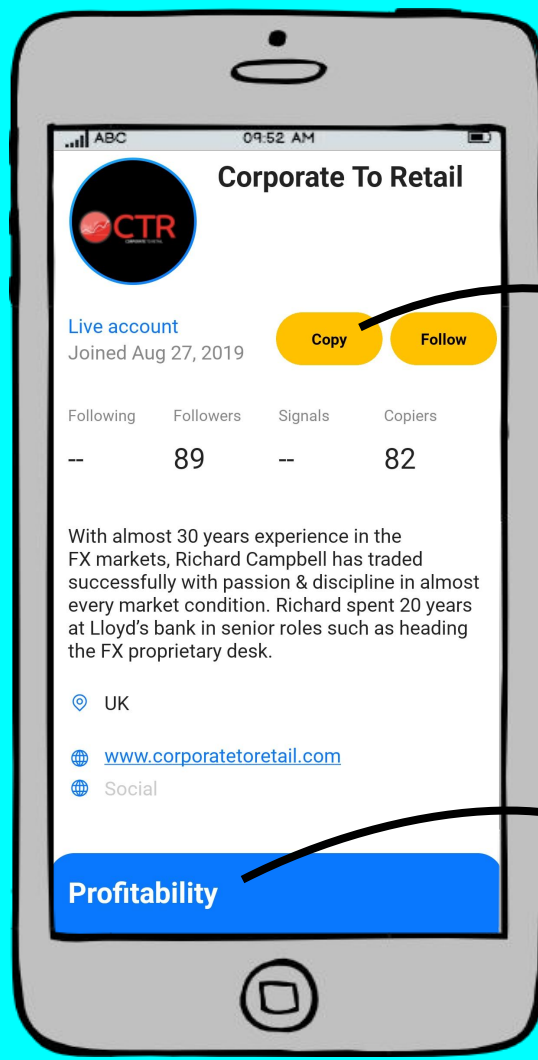 ABC 09:52 AM
Corporate To Retail
CTR
Live account
Joined Aug 27, 2019
Copy Follow
Following Followers Signals Copiers
-- 89 -- 82
With almost 30 years experience in the
FX markets, Richard Campbell has traded
successfully with passion & discipline in almost
every market condition. Richard spent 20 years
at Lloyd's bank in senior roles such as heading
the FX proprietary desk.
UK
www.corporatetoretail.com
Social
Profitability